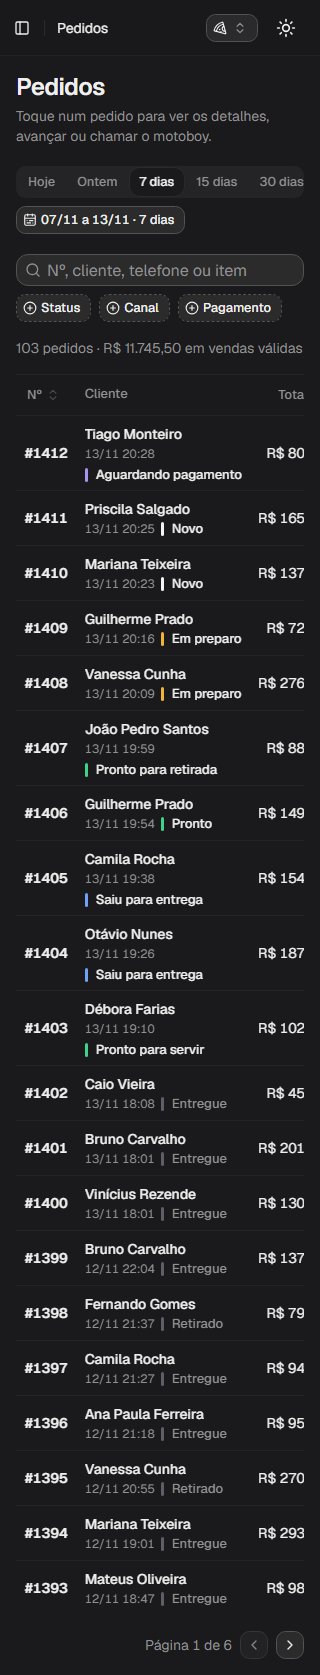 Pedidos
Pedidos
Toque num pedido para ver os detalhes,
avançar ou chamar o motoboy.
Hoje Ontem 7 dias 15 dias 30 dias
07/11 a 13/11 · 7 dias
Nº, cliente, telefone ou item
Status Canal Pagamento
103 pedidos · R$ 11.745,50 em vendas válidas
Nº Cliente Tota
Tiago Monteiro
#1412 13/11 20:28 R$ 80
Aguardando pagamento
Priscila Salgado
#1411 13/11 20:25 Novo R$ 165
Mariana Teixeira
#1410 13/11 20:23 Novo R$ 137
Guilherme Prado
#1409 13/11 20:16 Em preparo R$ 72
Vanessa Cunha
#1408 13/11 20:09 Em preparo R$ 276
João Pedro Santos
#1407 13/11 19:59 R$ 88
Pronto para retirada
Guilherme Prado
#1406 13/11 19:54 Pronto R$ 149
Camila Rocha
#1405 13/11 19:38 R$ 154
Saiu para entrega
Otávio Nunes
#1404 13/11 19:26 R$ 187
Saiu para entrega
Débora Farias
#1403 13/11 19:10 R$ 102
Pronto para servir
Caio Vieira
#1402 13/11 18:08 Entregue R$ 45
Bruno Carvalho
#1401 13/11 18:01 Entregue R$ 201
Vinícius Rezende
#1400 13/11 18:01 Entregue R$ 130
Bruno Carvalho
#1399 12/11 22:04 Entregue R$ 137
Fernando Gomes
#1398 12/11 21:37 Retirado R$ 79
Camila Rocha
#1397 12/11 21:27 Entregue R$ 94
Ana Paula Ferreira
#1396 12/11 21:18 Entregue R$ 95
Vanessa Cunha
#1395 12/11 20:55 Retirado R$ 270
Mariana Teixeira
#1394 12/11 19:01 Entregue R$ 293
Mateus Oliveira
#1393 12/11 18:47 Entregue R$ 98
Página 1 de 6